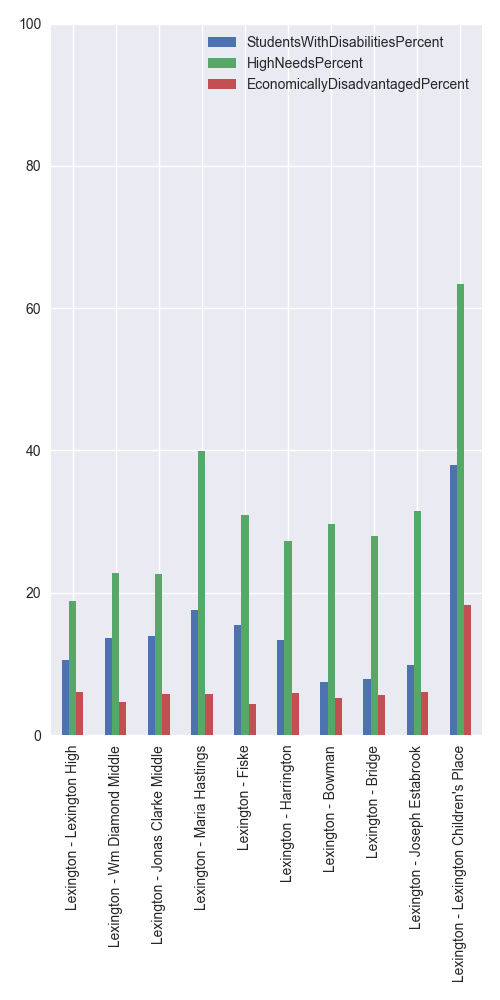 100
80
60
40
20
0
StudentsWithDisabilitiesPercent
HighNeedsPercent
EconomicallyDisadvantagedPercent
Lexington - Lexington High
Lexington - Wm Diamond Middle
Lexington - Jonas Clarke Middle
Lexington - Maria Hastings
Lexington - Fiske
Lexington - Harrington
Lexington - Bowman
Lexington - Bridge
Lexington - Joseph Estabrook
Lexington - Lexington Children's Place